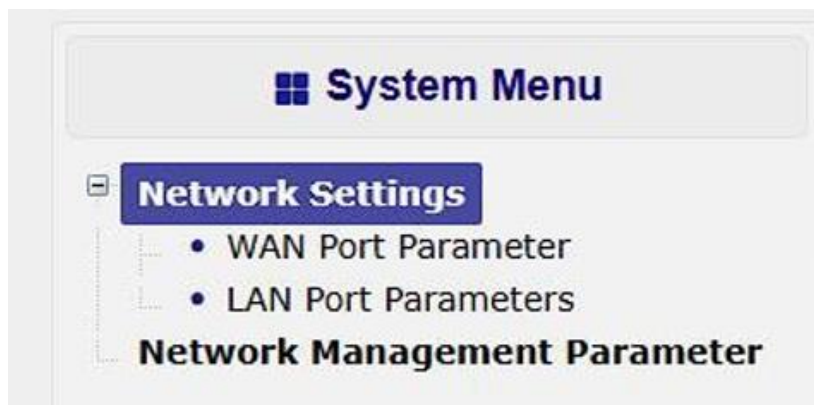 System Menu
Network Settings
WAN Port Parameter
LAN Port Parameters
Network Management Parameter